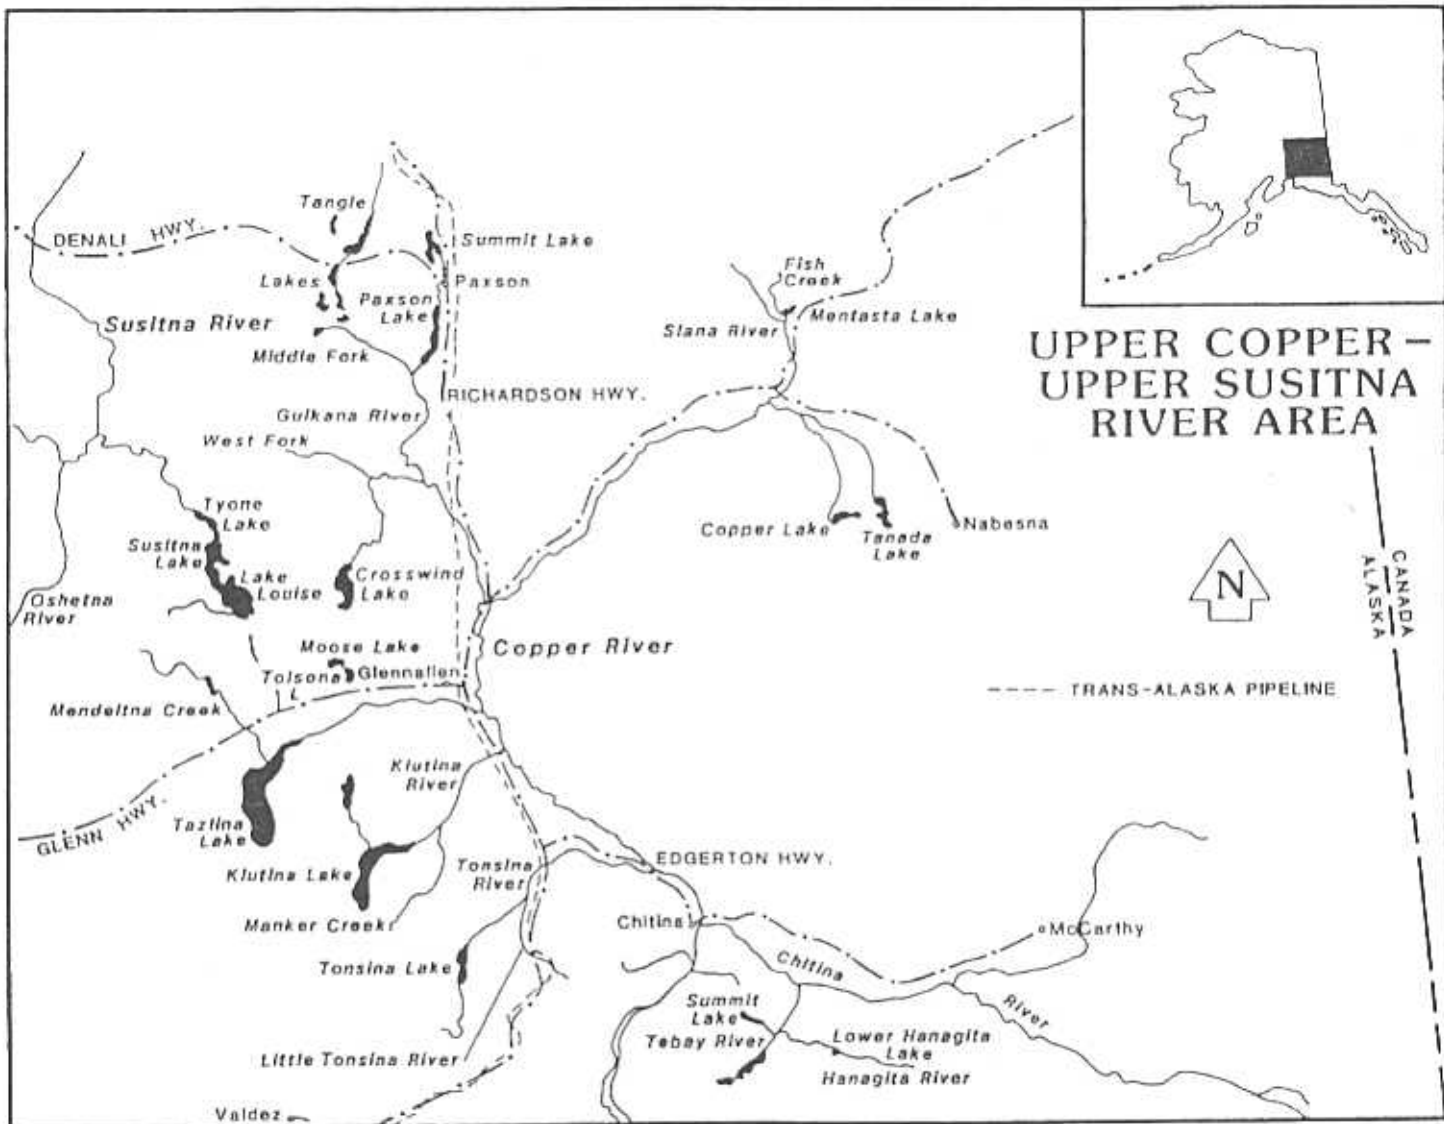 Tangle
DENALI HWY.
Summit Lake
Lakes
Paxson
Paxson
Lake
Fish
Creek
Susitna River
Slana River
Mentasta Lake
Middle Fork
UPPER COPPER–
UPPER SUSITNA
RIVER AREA
RICHARDSON HWY.
Gulkana River
West Fork
Tyone
Lake
Copper Lake
Tanada
Lake
Nabesna
Susitna
Lake
Lake
Louise
Crosswind
Lake
CANADA
ALASKA
N
Oshetna
River
Moose Lake
Copper River
Tolsona
Glennallen
Mendeltna Creek
TRANS-ALASKA PIPELINE
Klutina
River
GLENN HWY.
Tazlina
Lake
Klutina Lake
Tonsina
River
EDGERTON HWY.
Manker Creek
Chitina
McCarthy
Tonsina Lake
Chitina
River
Summit
Lake
Tebay River
Lower Hanagita
Lake
Hanagita River
Little Tonsina River
Valdez